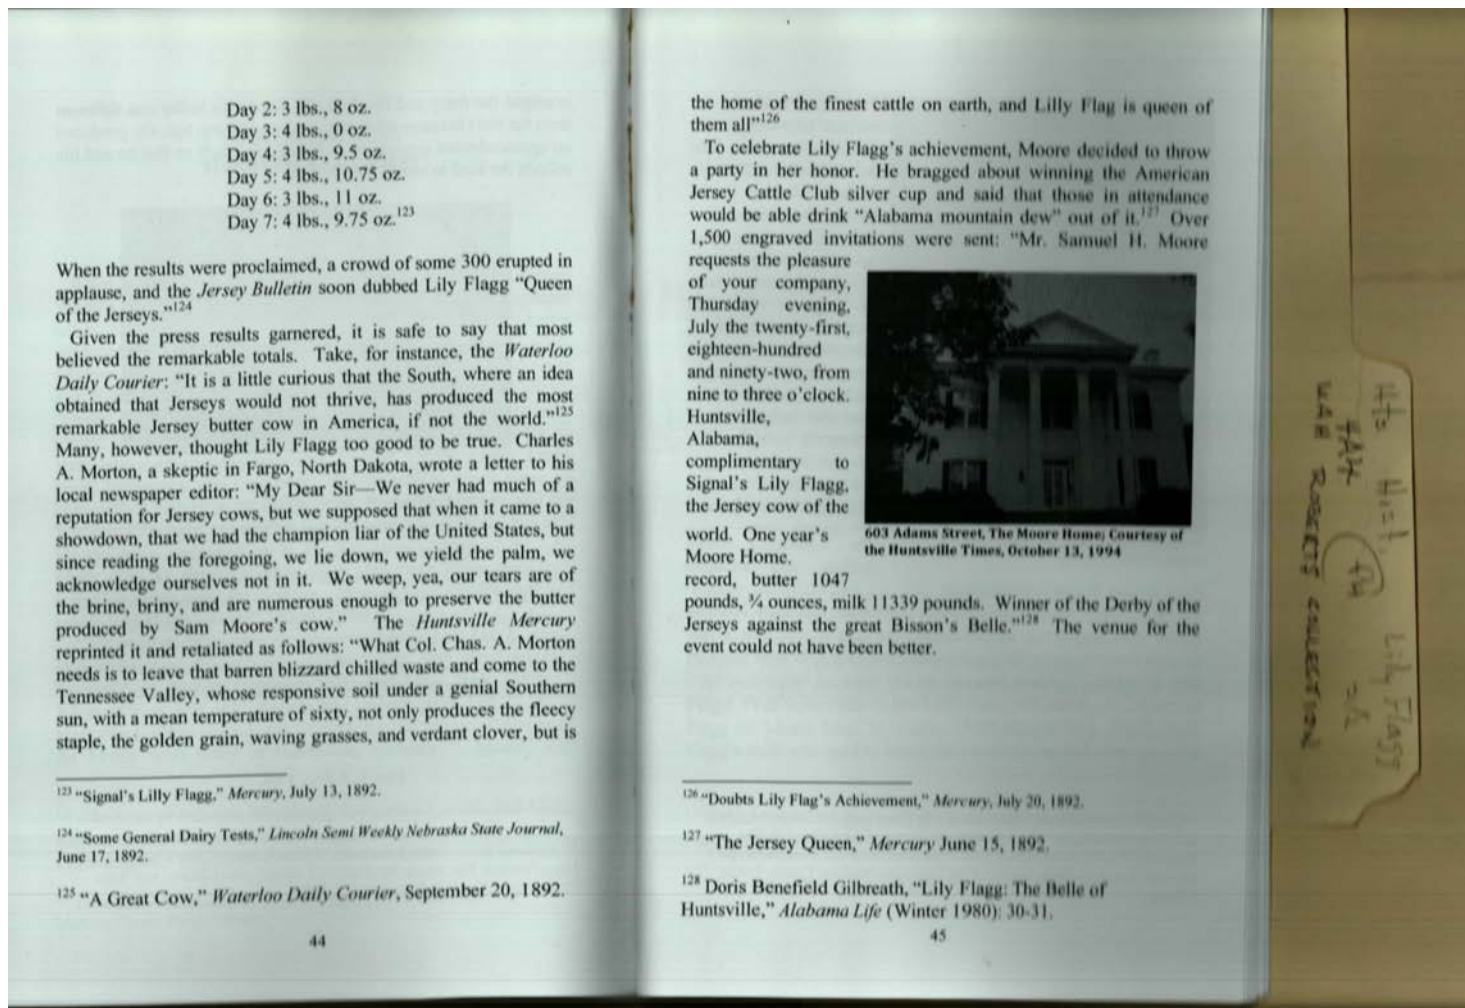 Day 2: 3 lbs., 8 oz.
Day 3: 4 lbs., 0 oz.
Day 4: 3 lbs., 9.5 oz.
Day 5: 4 lbs., 10.75 oz.
Day 6: 3 lbs., 11 oz.
Day 7: 4 lbs., 9.75 oz.123
When the results were proclaimed, a crowd of some 300 erupted in
applause, and the Jersey Bulletin soon dubbed Lily Flagg “Queen
of the Jerseys.”124
Given the press results garnered, it is safe to say that most
believed the remarkable totals. Take, for instance, the Waterloo
Daily Courier: “It is a little curious that the South, where an idea
obtained that Jerseys would not thrive, has produced the most
remarkable Jersey butter cow in America, if not the world.”125
Many, however, thought Lily Flagg too good to be true. Charles
A. Morton, a skeptic in Fargo, North Dakota, wrote a letter to his
local newspaper editor: “My Dear Sir—We never had much of a
reputation for Jersey cows, but we supposed that when it came to a
showdown, that we had the champion liar of the United States, but
since reading the foregoing, we lie down, we yield the palm, we
acknowledge ourselves not in it. We weep, yea, our tears are of
the brine, briny, and are numerous enough to preserve the butter
produced by Sam Moore’s cow.” The Huntsville Mercury
reprinted it and retaliated as follows: “What Col. Chas. A. Morton
needs is to leave that barren blizzard chilled waste and come to the
Tennessee Valley, whose responsive soil under a genial Southern
sun, with a mean temperature of sixty, not only produces the fleecy
staple, the golden grain, waving grasses, and verdant clover, but is
123 “Signal’s Lilly Flagg,” Mercury, July 13, 1892.
124 “Some General Dairy Tests,” Lincoln Semi Weekly Nebraska State Journal,
June 17, 1892.
125 “A Great Cow,” Waterloo Daily Courier, September 20, 1892.
44
the home of the finest cattle on earth, and Lilly Flag is queen of
them all”126
To celebrate Lily Flagg’s achievement, Moore decided to throw
a party in her honor. He bragged about winning the American
Jersey Cattle Club silver cup and said that those in attendance
would be able drink “Alabama mountain dew” out of it.127 Over
1,500 engraved invitations were sent: “Mr. Samuel H. Moore
requests the pleasure
of your company,
Thursday evening,
July the twenty-first,
eighteen-hundred
and ninety-two, from
nine to three o’clock.
Huntsville,
Alabama,
complimentary to
Signal’s Lily Flagg,
the Jersey cow of the
world. One year’s
Moore Home.
record, butter 1047
pounds, ¾ ounces, milk 11339 pounds. Winner of the Derby of the
Jerseys against the great Bisson’s Belle.”128 The venue for the
event could not have been better.
603 Adams Street, The Moore Home; Courtesy of
the Huntsville Times, October 13, 1994
126 “Doubts Lily Flag’s Achievement,” Mercury, July 20, 1892.
127 “The Jersey Queen,” Mercury June 15, 1892.
128 Doris Benefield Gilbreath, “Lily Flagg: The Belle of
Huntsville,” Alabama Life (Winter 1980): 30-31.
45
Hist. Lily Flagg
ROBERTS COLLECTION